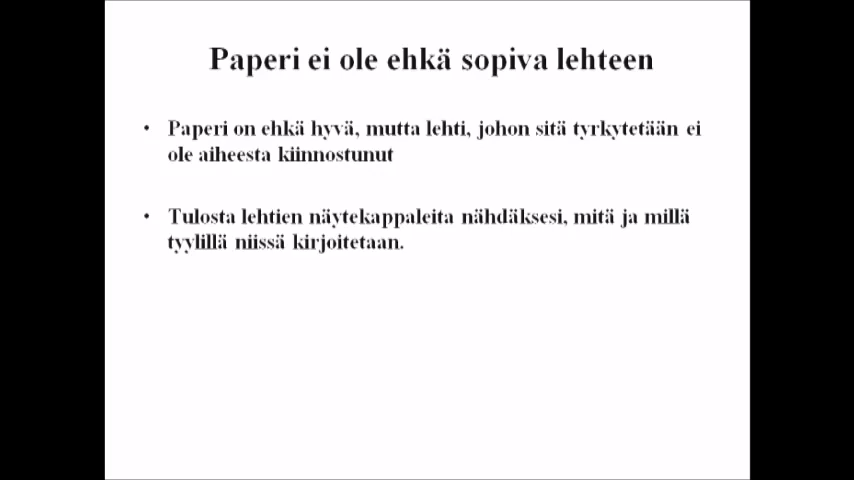 Paperi ei ole ehkä sopiva lehteen
• Paperi on ehkä hyvä, mutta lehti, johon sitä tyrkytetään ei
ole aiheesta kiinnostunut
• Tulosta lehtien näytekappaleita nähdäksesi, mitä ja millä
tyylillä niissä kirjoitetaan.